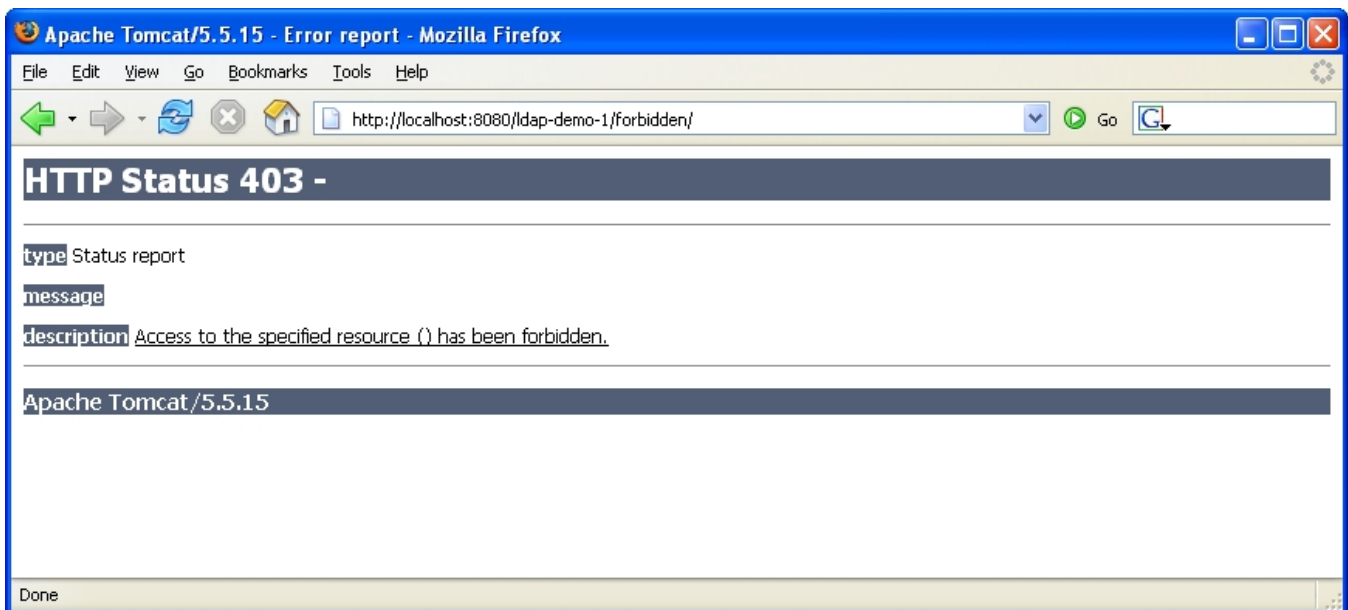 Apache Tomcat/5.5.15 - Error report - Mozilla Firefox
File Edit View Go Bookmarks Tools Help
http://localhost:8080/ldap-demo-1/forbidden/ Go G
HTTP Status 403 -
type Status report
message
description Access to the specified resource () has been forbidden.
Apache Tomcat/5.5.15
Done